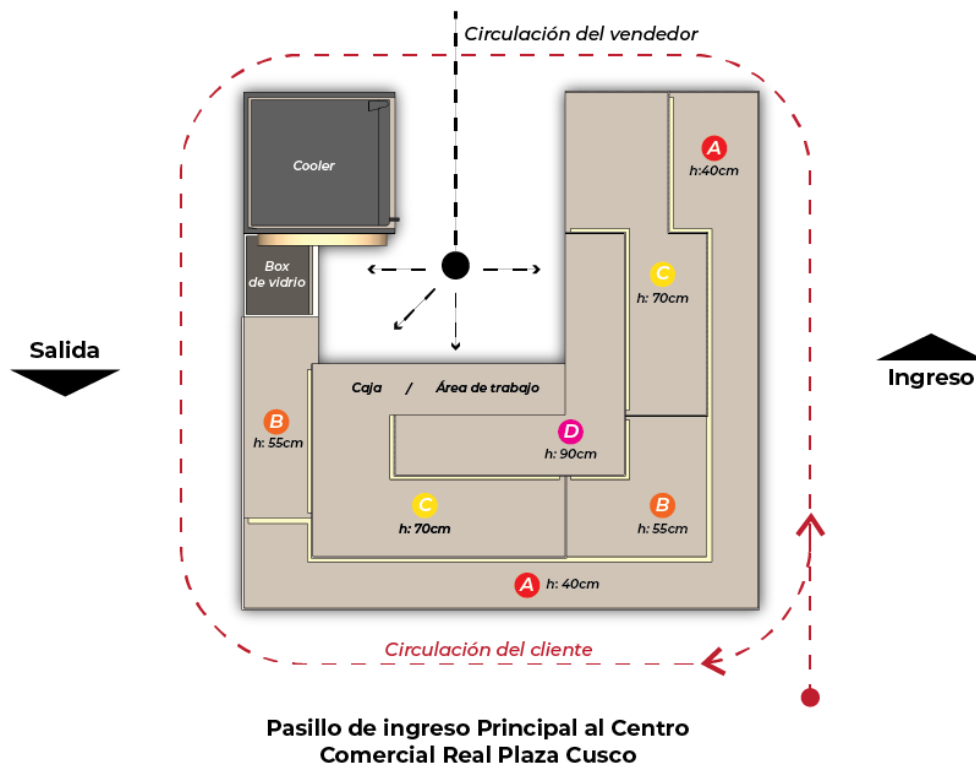 Circulación del vendedor
Cooler
A
h:40cm
Box
de vidrio
C
h: 70cm
Salida
Ingreso
Caja / Área de trabajo
B
h: 55cm
D
h: 90cm
C
h: 70cm
B
h: 55cm
A h: 40cm
Circulación del cliente
Pasillo de ingreso Principal al Centro
Comercial Real Plaza Cusco